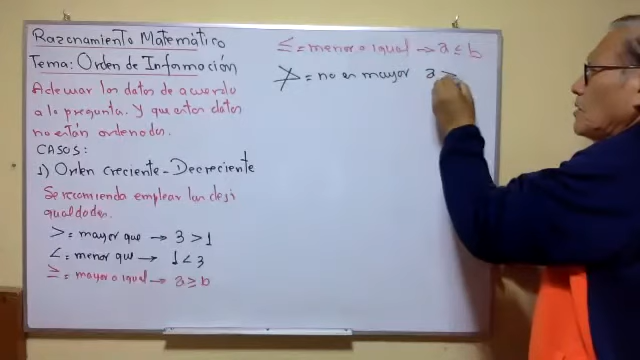 Razonamiento Matemático
Tema: Orden de Información
Adecuar los datos de acuerdo
a la pregunta. Y que estos datos
no están ordenados.
CASOS:
1) Orden creciente - Decreciente
Se recomienda emplear las desi
gualdades.
> = mayor que → 3 > 1
< = menor que → 1 < 3
≥ = mayor o igual → a ≥ b
≤ = menor o igual → a ≤ b
≯ = no es mayor 3 >